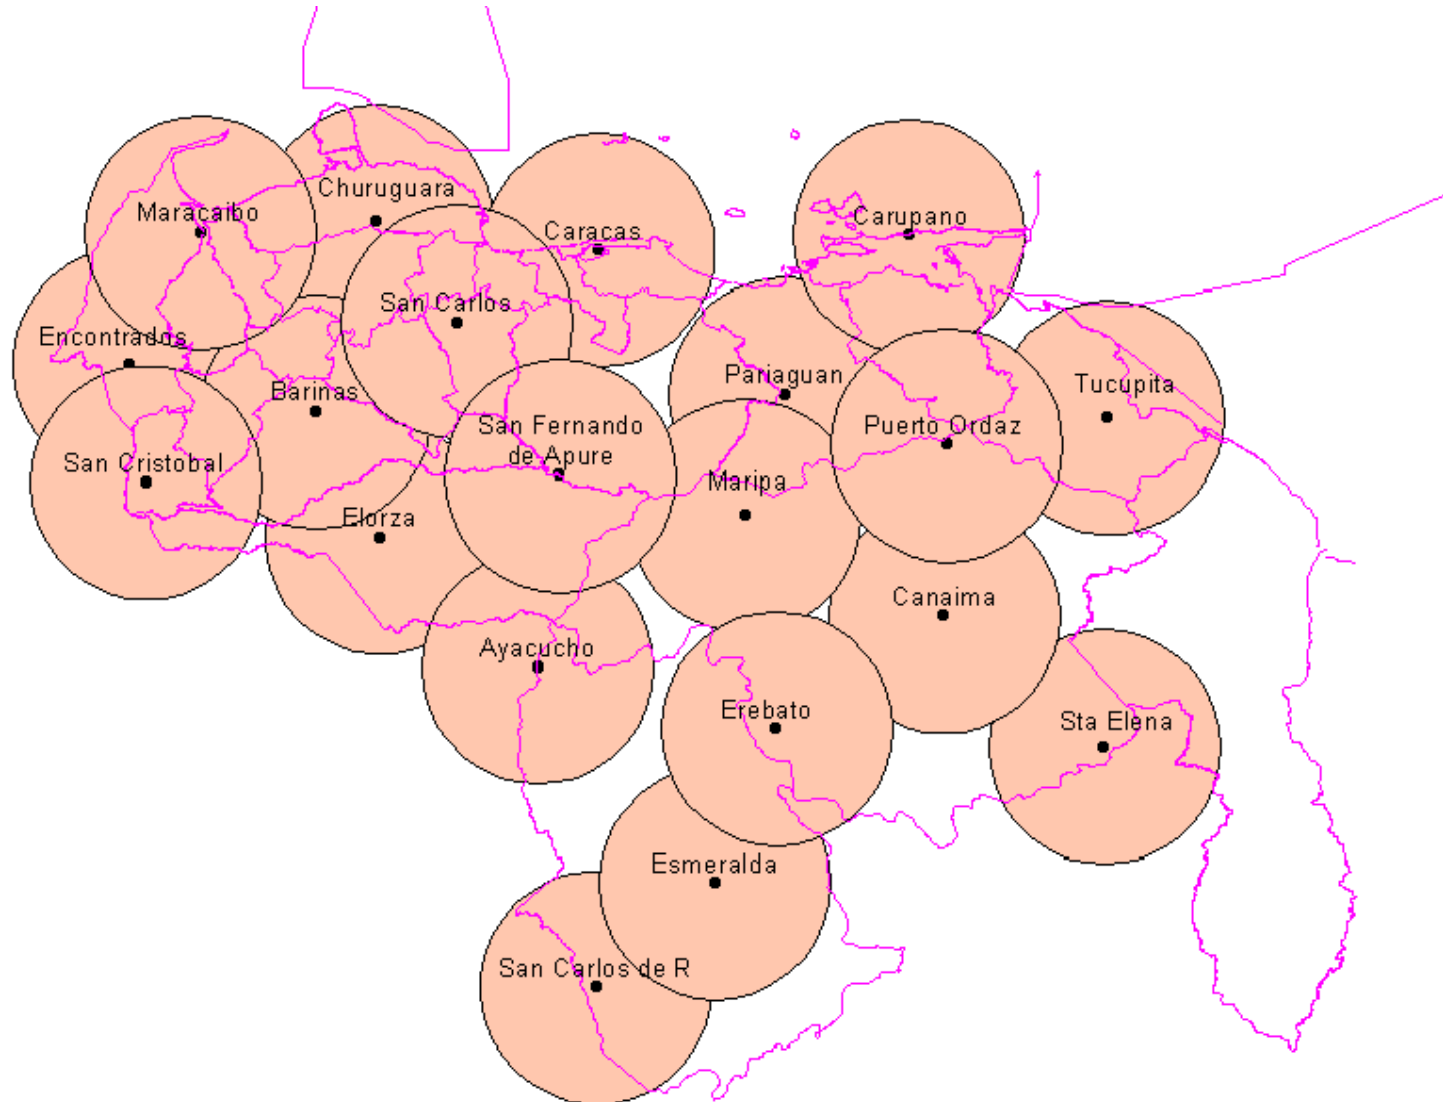 Churuguara
Maracaibo
Carupano
Caracas
San Carlos
Encontrados
Pariaguan
Tucupita
Barinas
San Fernando
de Apure
Puerto Ordaz
San Cristobal
Maripa
Elorza
Canaima
Ayacucho
Erebato
Sta Elena
Esmeralda
San Carlos de R